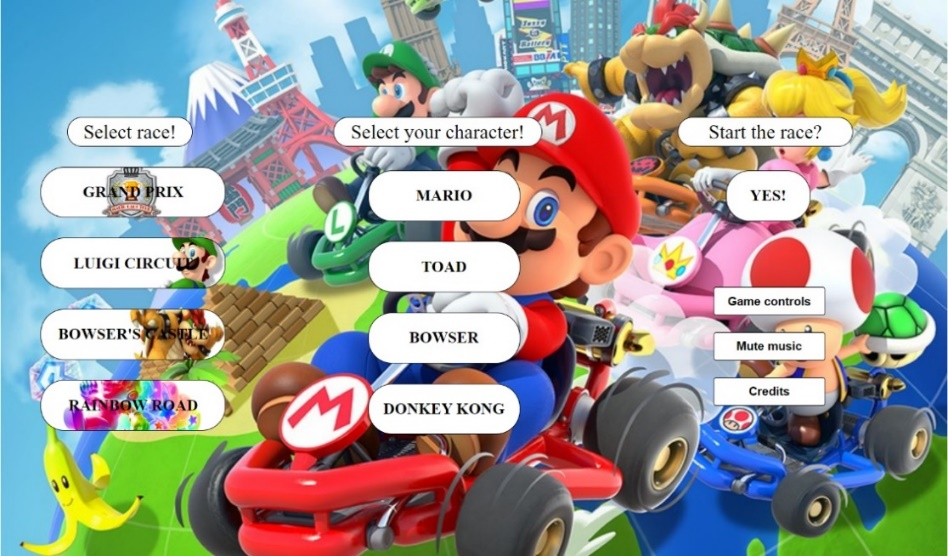 Select race!
GRAND PRIX
LUIGI CIRCUIT
BOWSER'S CASTLE
RAINBOW ROAD
Select your character!
MARIO
TOAD
BOWSER
DONKEY KONG
Start the race?
YES!
Game controls
Mute music
Credits
M
L
M